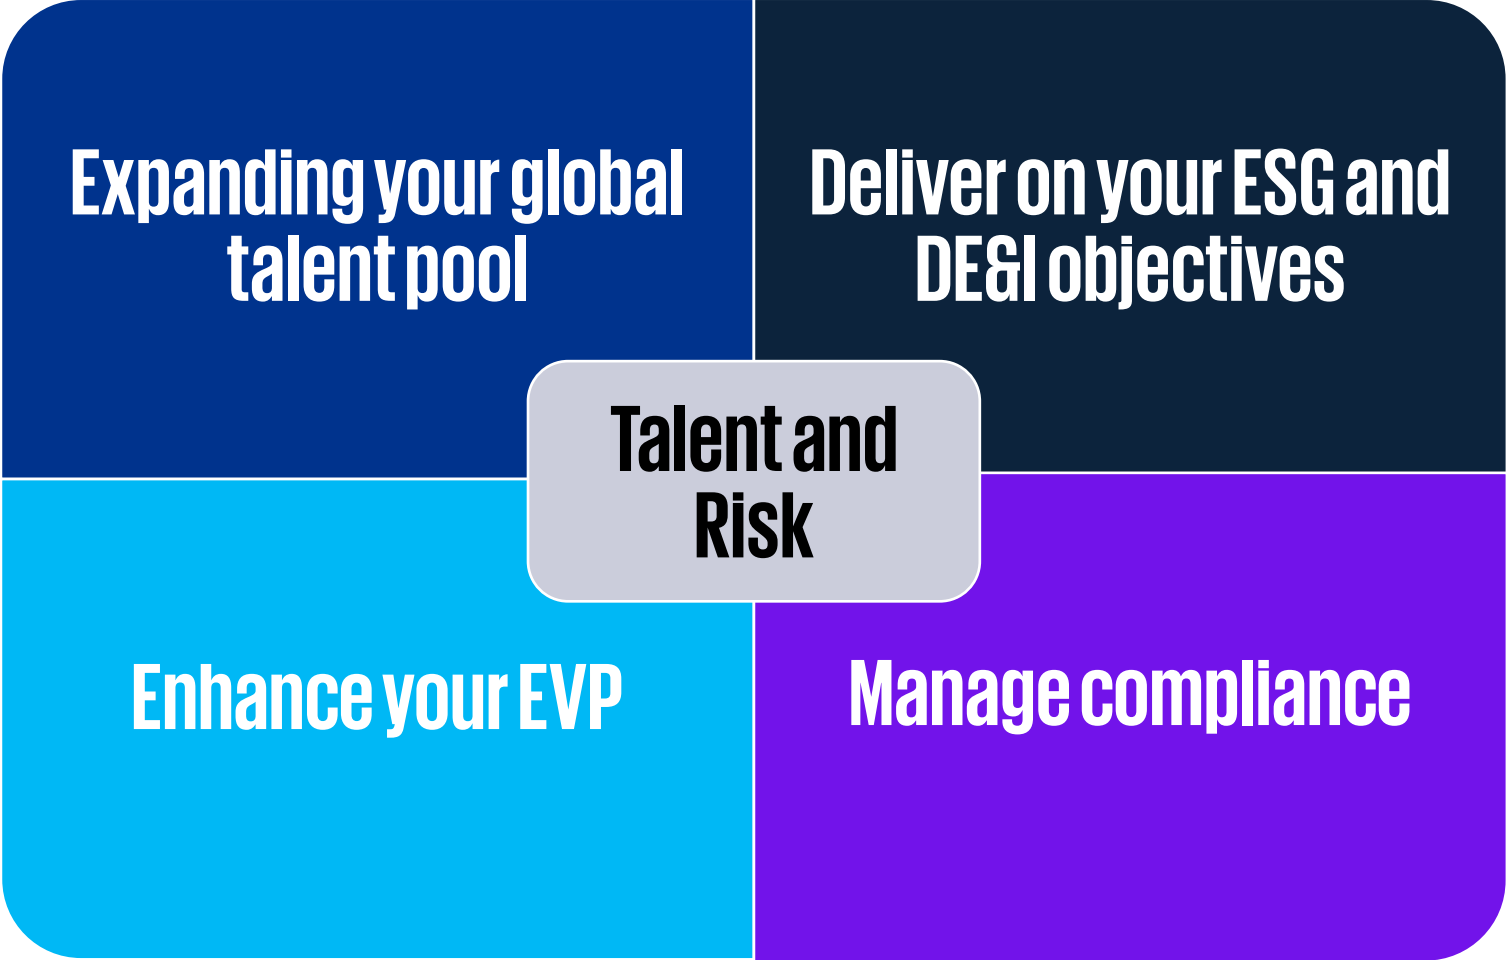 Expanding your global
talent pool
Deliver on your ESG and
DE&I objectives
Talent and
Risk
Enhance your EVP
Manage compliance